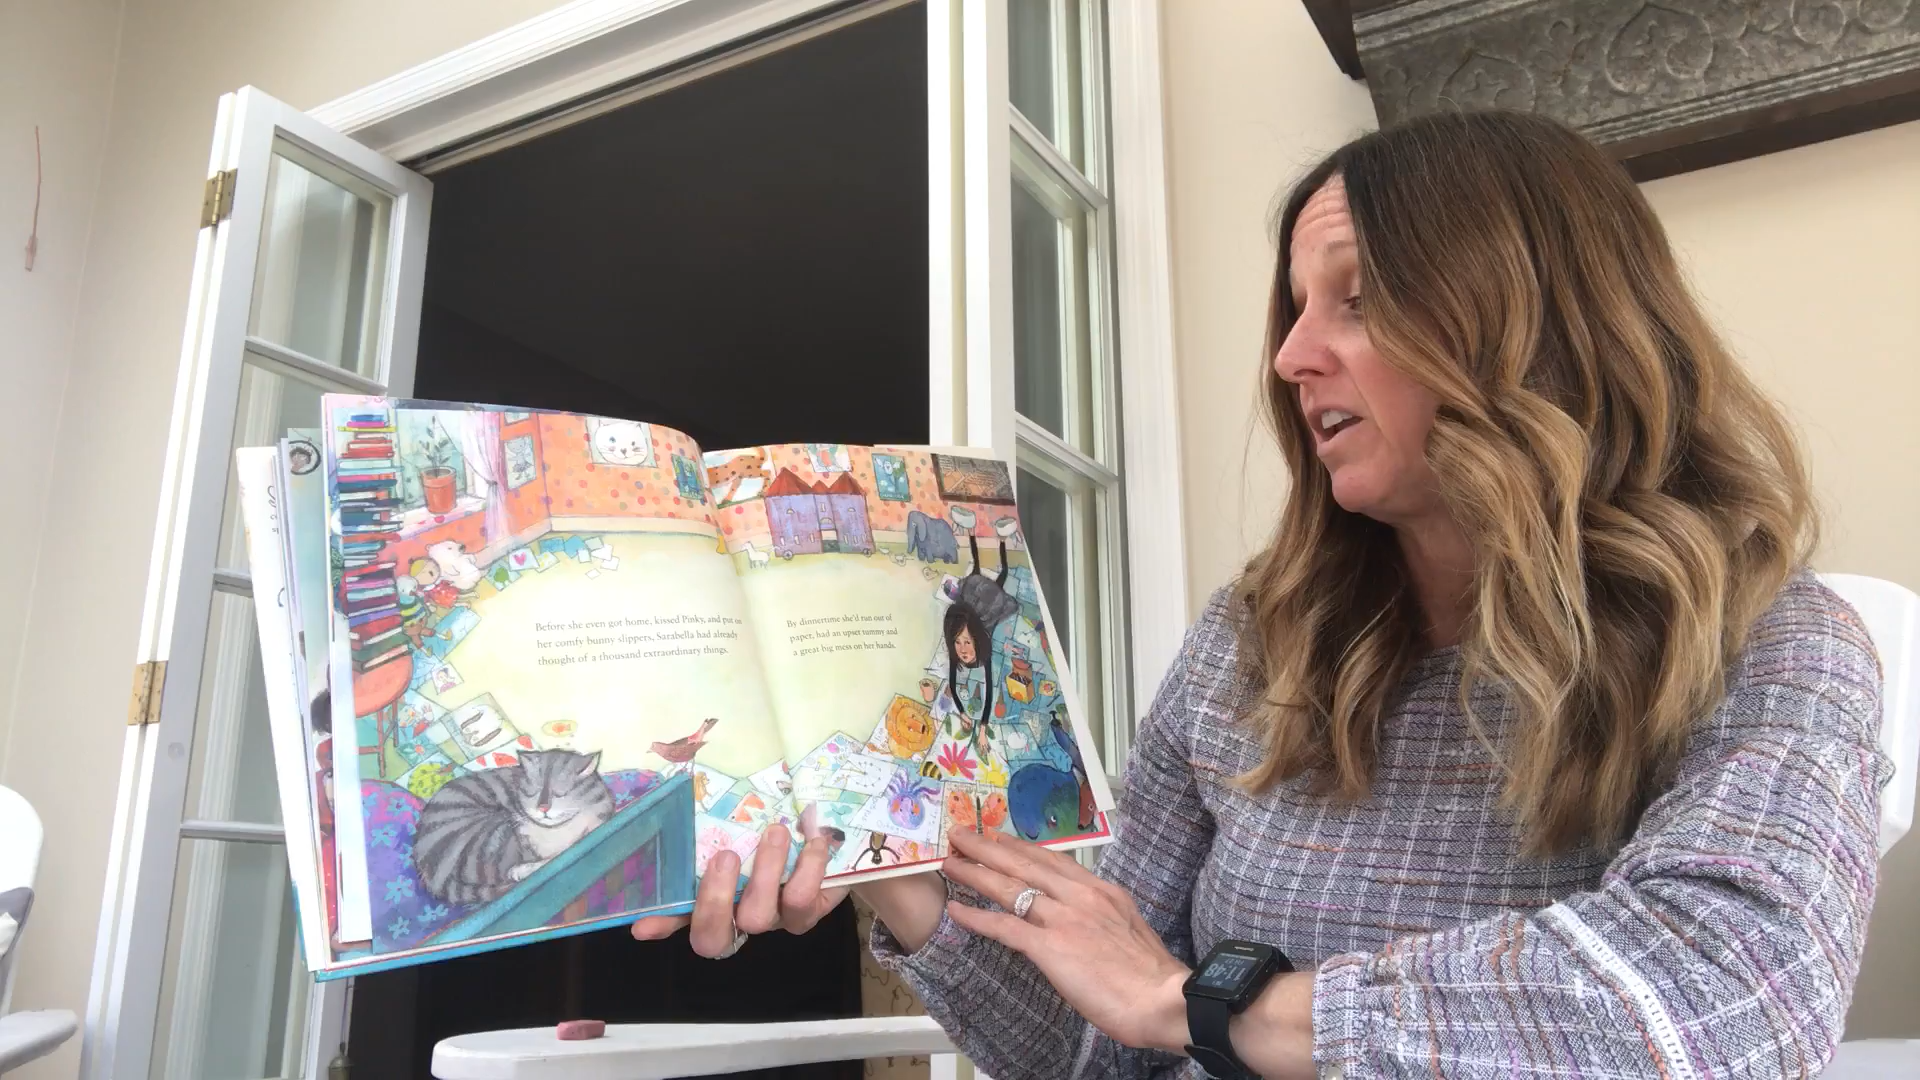 Before she even got home, kissed Pinky, and put on
her comfy bunny slippers, Sarabella had already
thought of a thousand extraordinary things.
By dinnertime she'd run out of
paper, had an upset tummy and
a great big mess on her hands.
11:48